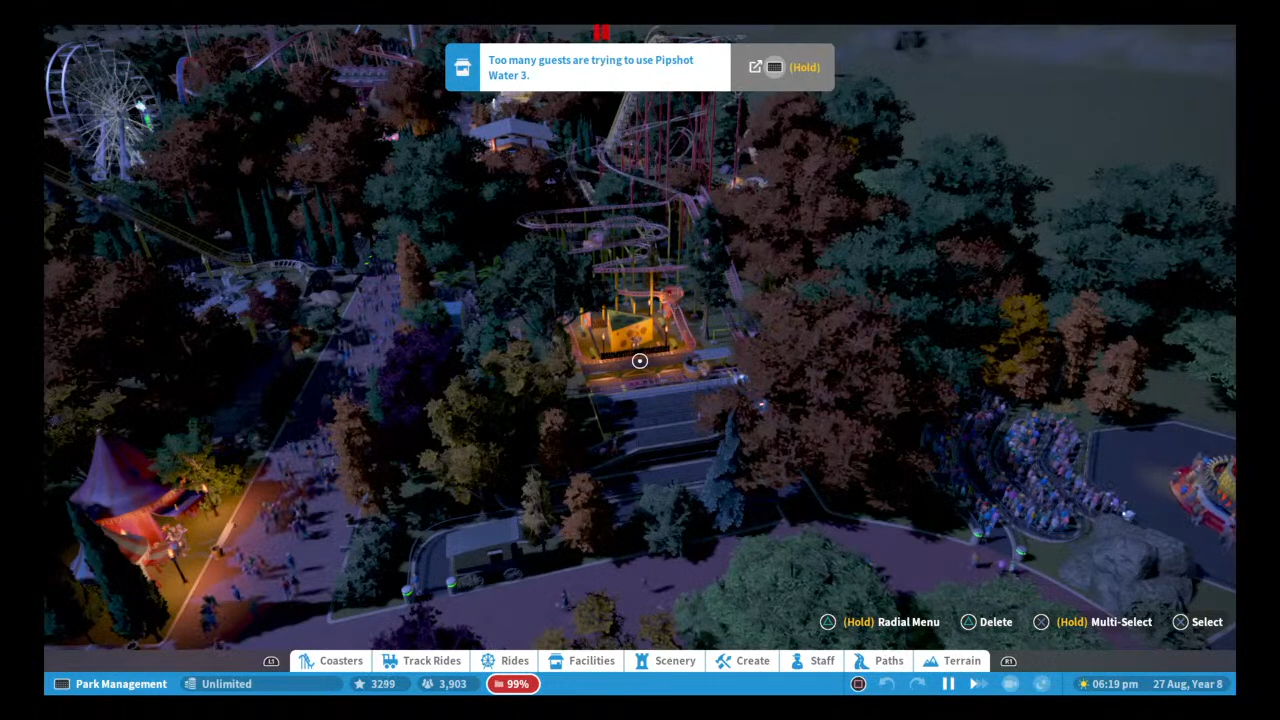 Too many guests are trying to use Pipshot
Water 3.
(Hold)
(Hold) Radial Menu
Delete
(Hold) Multi-Select
Select
L1
Coasters
Track Rides
Rides
Facilities
Scenery
Create
Staff
Paths
Terrain
R1
Park Management
Unlimited
3299
3,903
99%
06:19 pm
27 Aug, Year 8